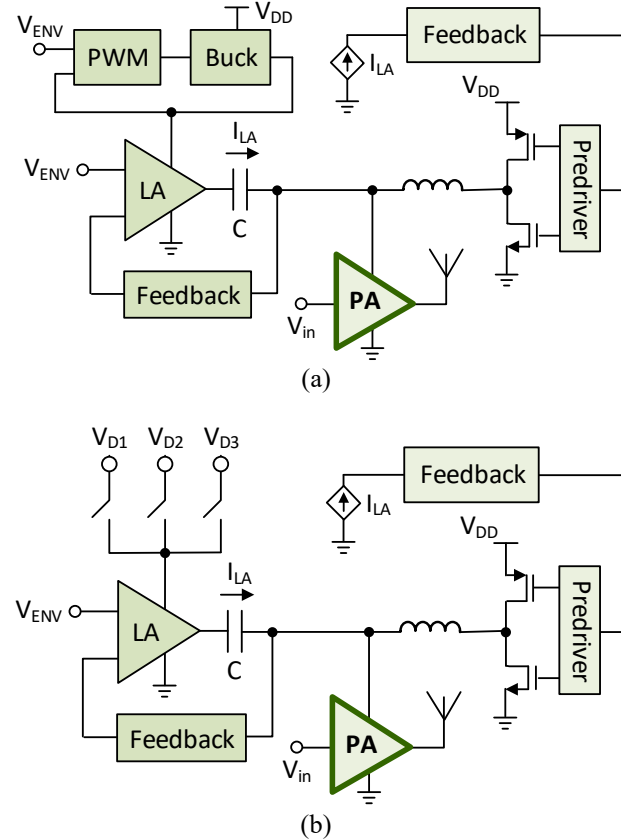 V_DD
V_ENV
PWM
Buck
Feedback
I_LA
V_DD
I_LA
V_ENV
LA
C
Predriver
Feedback
PA
V_in
(a)
V_D1 V_D2 V_D3
Feedback
I_LA
V_DD
I_LA
V_ENV
LA
C
Predriver
Feedback
PA
V_in
(b)